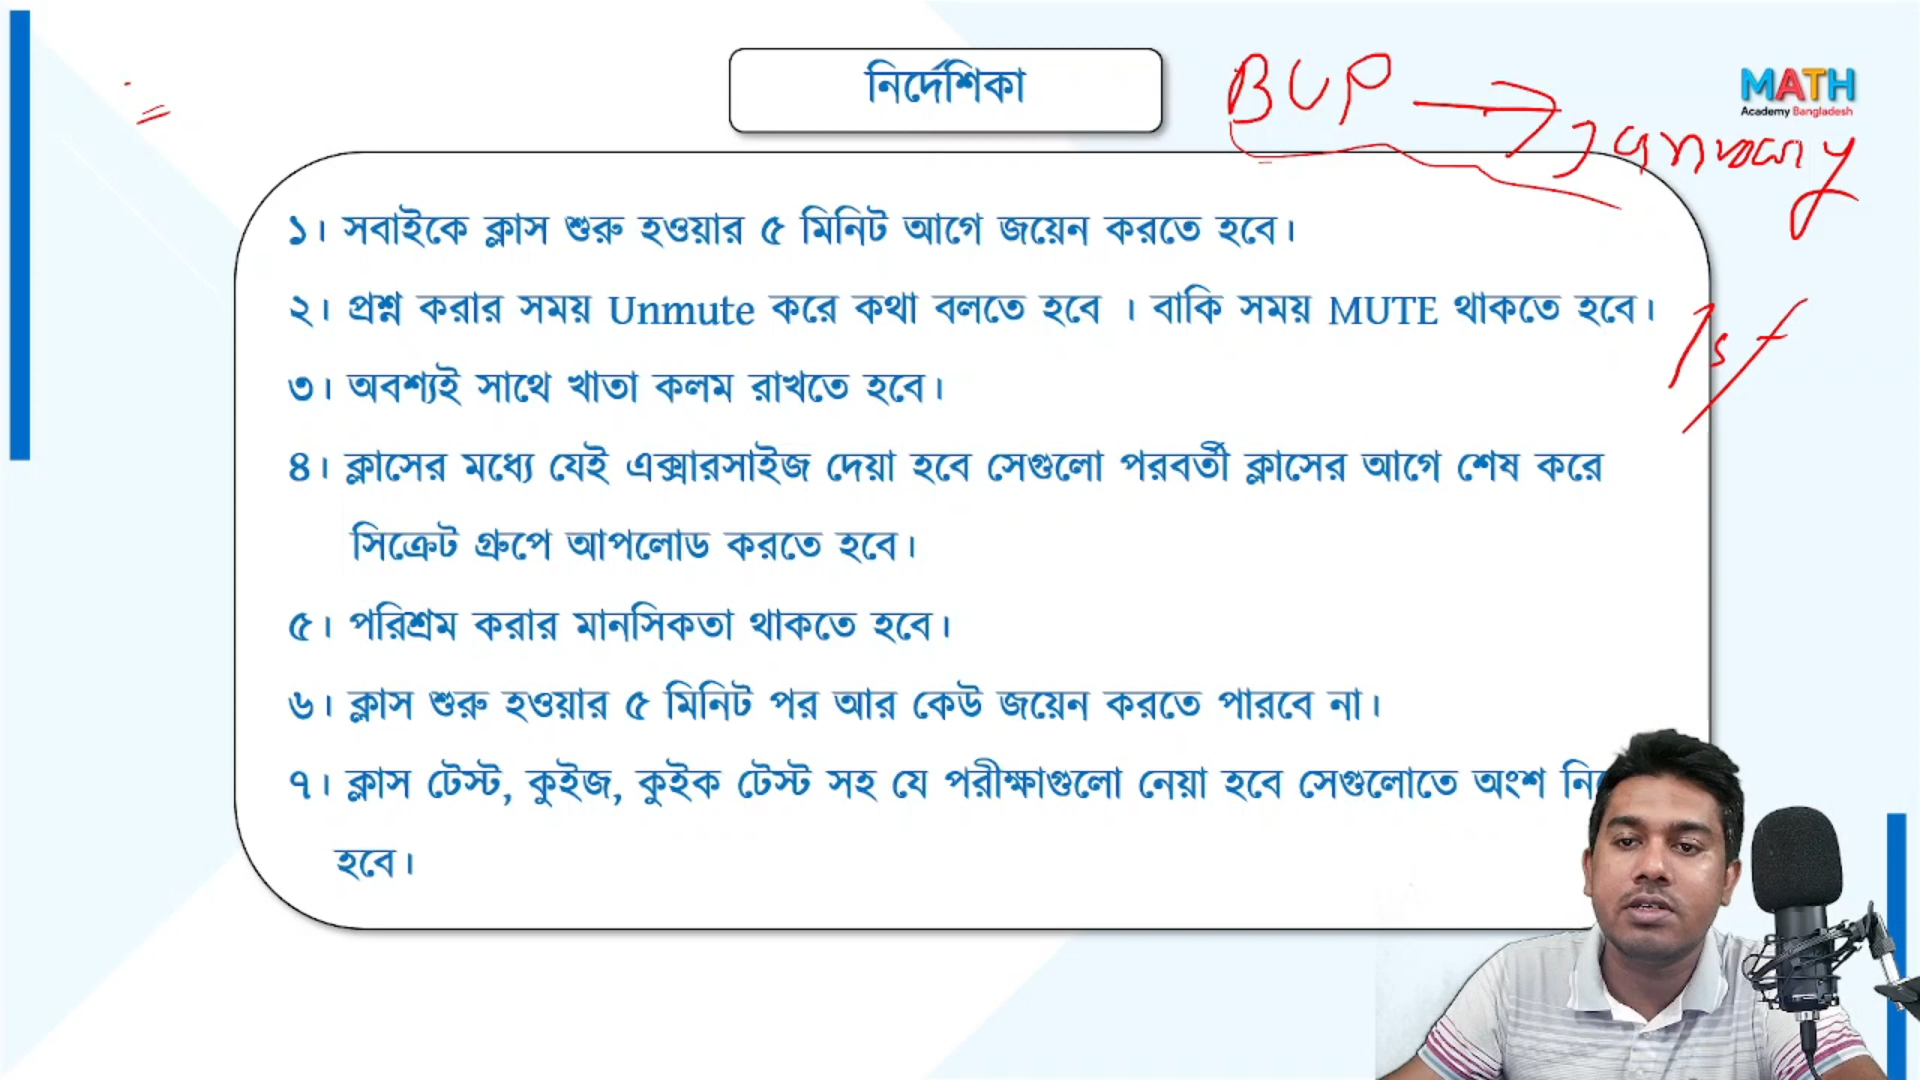 নির্দেশিকা
BUP → January
MATH
Academy Bangladesh
১। সবাইকে ক্লাস শুরু হওয়ার ৫ মিনিট আগে জয়েন করতে হবে।
২। প্রশ্ন করার সময় Unmute করে কথা বলতে হবে । বাকি সময় MUTE থাকতে হবে।
1st
৩। অবশ্যই সাথে খাতা কলম রাখতে হবে।
৪। ক্লাসের মধ্যে যেই এক্সারসাইজ দেয়া হবে সেগুলো পরবর্তী ক্লাসের আগে শেষ করে
সিক্রেট গ্রুপে আপলোড করতে হবে।
৫। পরিশ্রম করার মানসিকতা থাকতে হবে।
৬। ক্লাস শুরু হওয়ার ৫ মিনিট পর আর কেউ জয়েন করতে পারবে না।
৭। ক্লাস টেস্ট, কুইজ, কুইক টেস্ট সহ যে পরীক্ষাগুলো নেয়া হবে সেগুলোতে অংশ
হবে।